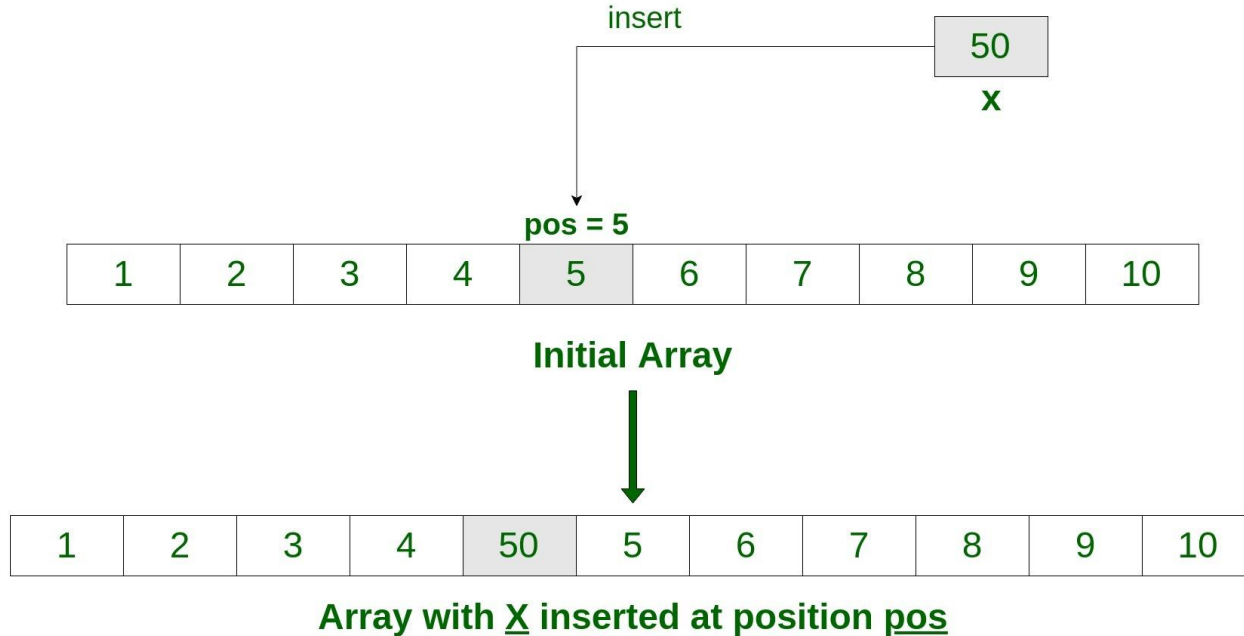 insert
50
x
pos = 5
1 2 3 4 5 6 7 8 9 10
Initial Array
1 2 3 4 50 5 6 7 8 9 10
Array with X inserted at position pos